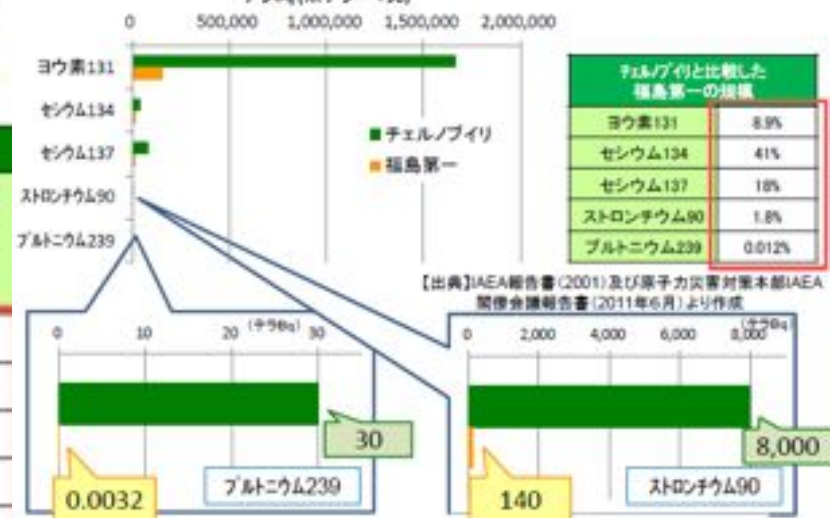 0 500,000 1,000,000 1,500,000 2,000,000
ヨウ素131
セシウム134
セシウム137
ストロンチウム90
プルトニウム239
チェルノブイリ
福島第一
チェルノブイリと比較した
福島第一の規模
ヨウ素131 8.9%
セシウム134 41%
セシウム137 18%
ストロンチウム90 1.8%
プルトニウム239 0.012%
【出典】IAEA報告書(2001)及び原子力災害対策本部IAEA
閣僚会議報告書(2011年6月)より作成
(テラBq)
0 10 20 30
30
0.0032
プルトニウム239
(テラBq)
0 2,000 4,000 6,000 8,000
8,000
140
ストロンチウム90